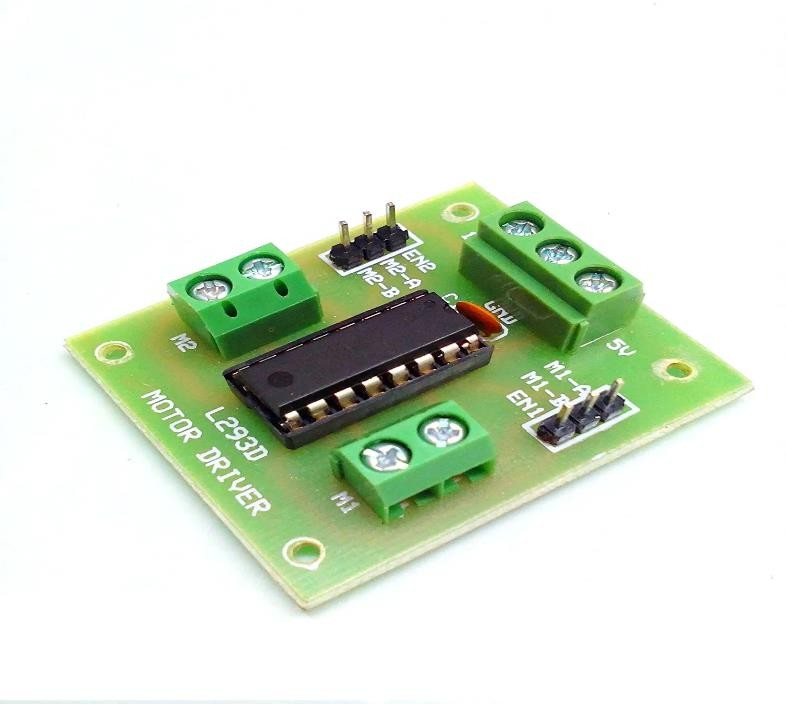 EN2
M2-A
M2-B
GND
5V
M2
M1-A
M1-B
EN1
L293D
MOTOR DRIVER
M1